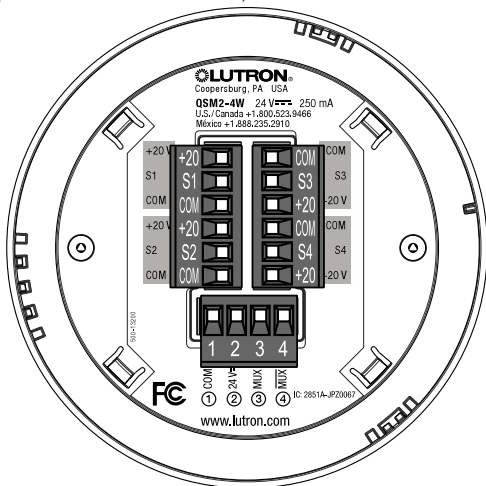 LUTRON®
Coopersburg, PA USA
QSM2-4W 24 V⎓ 250 mA
U.S./Canada +1.800.523.9466
México +1.888.235.2910
+20 V +20 COM COM
S1 S1 S3 S3
COM COM +20 -20 V
+20 V +20 COM COM
S2 S2 S4 S4
COM COM +20 -20 V
500-13200
1 2 3 4
COM 24 V⎓ MUX M̅U̅X̅
① ② ③ ④
FC IC: 2851A-JPZ0067
www.lutron.com